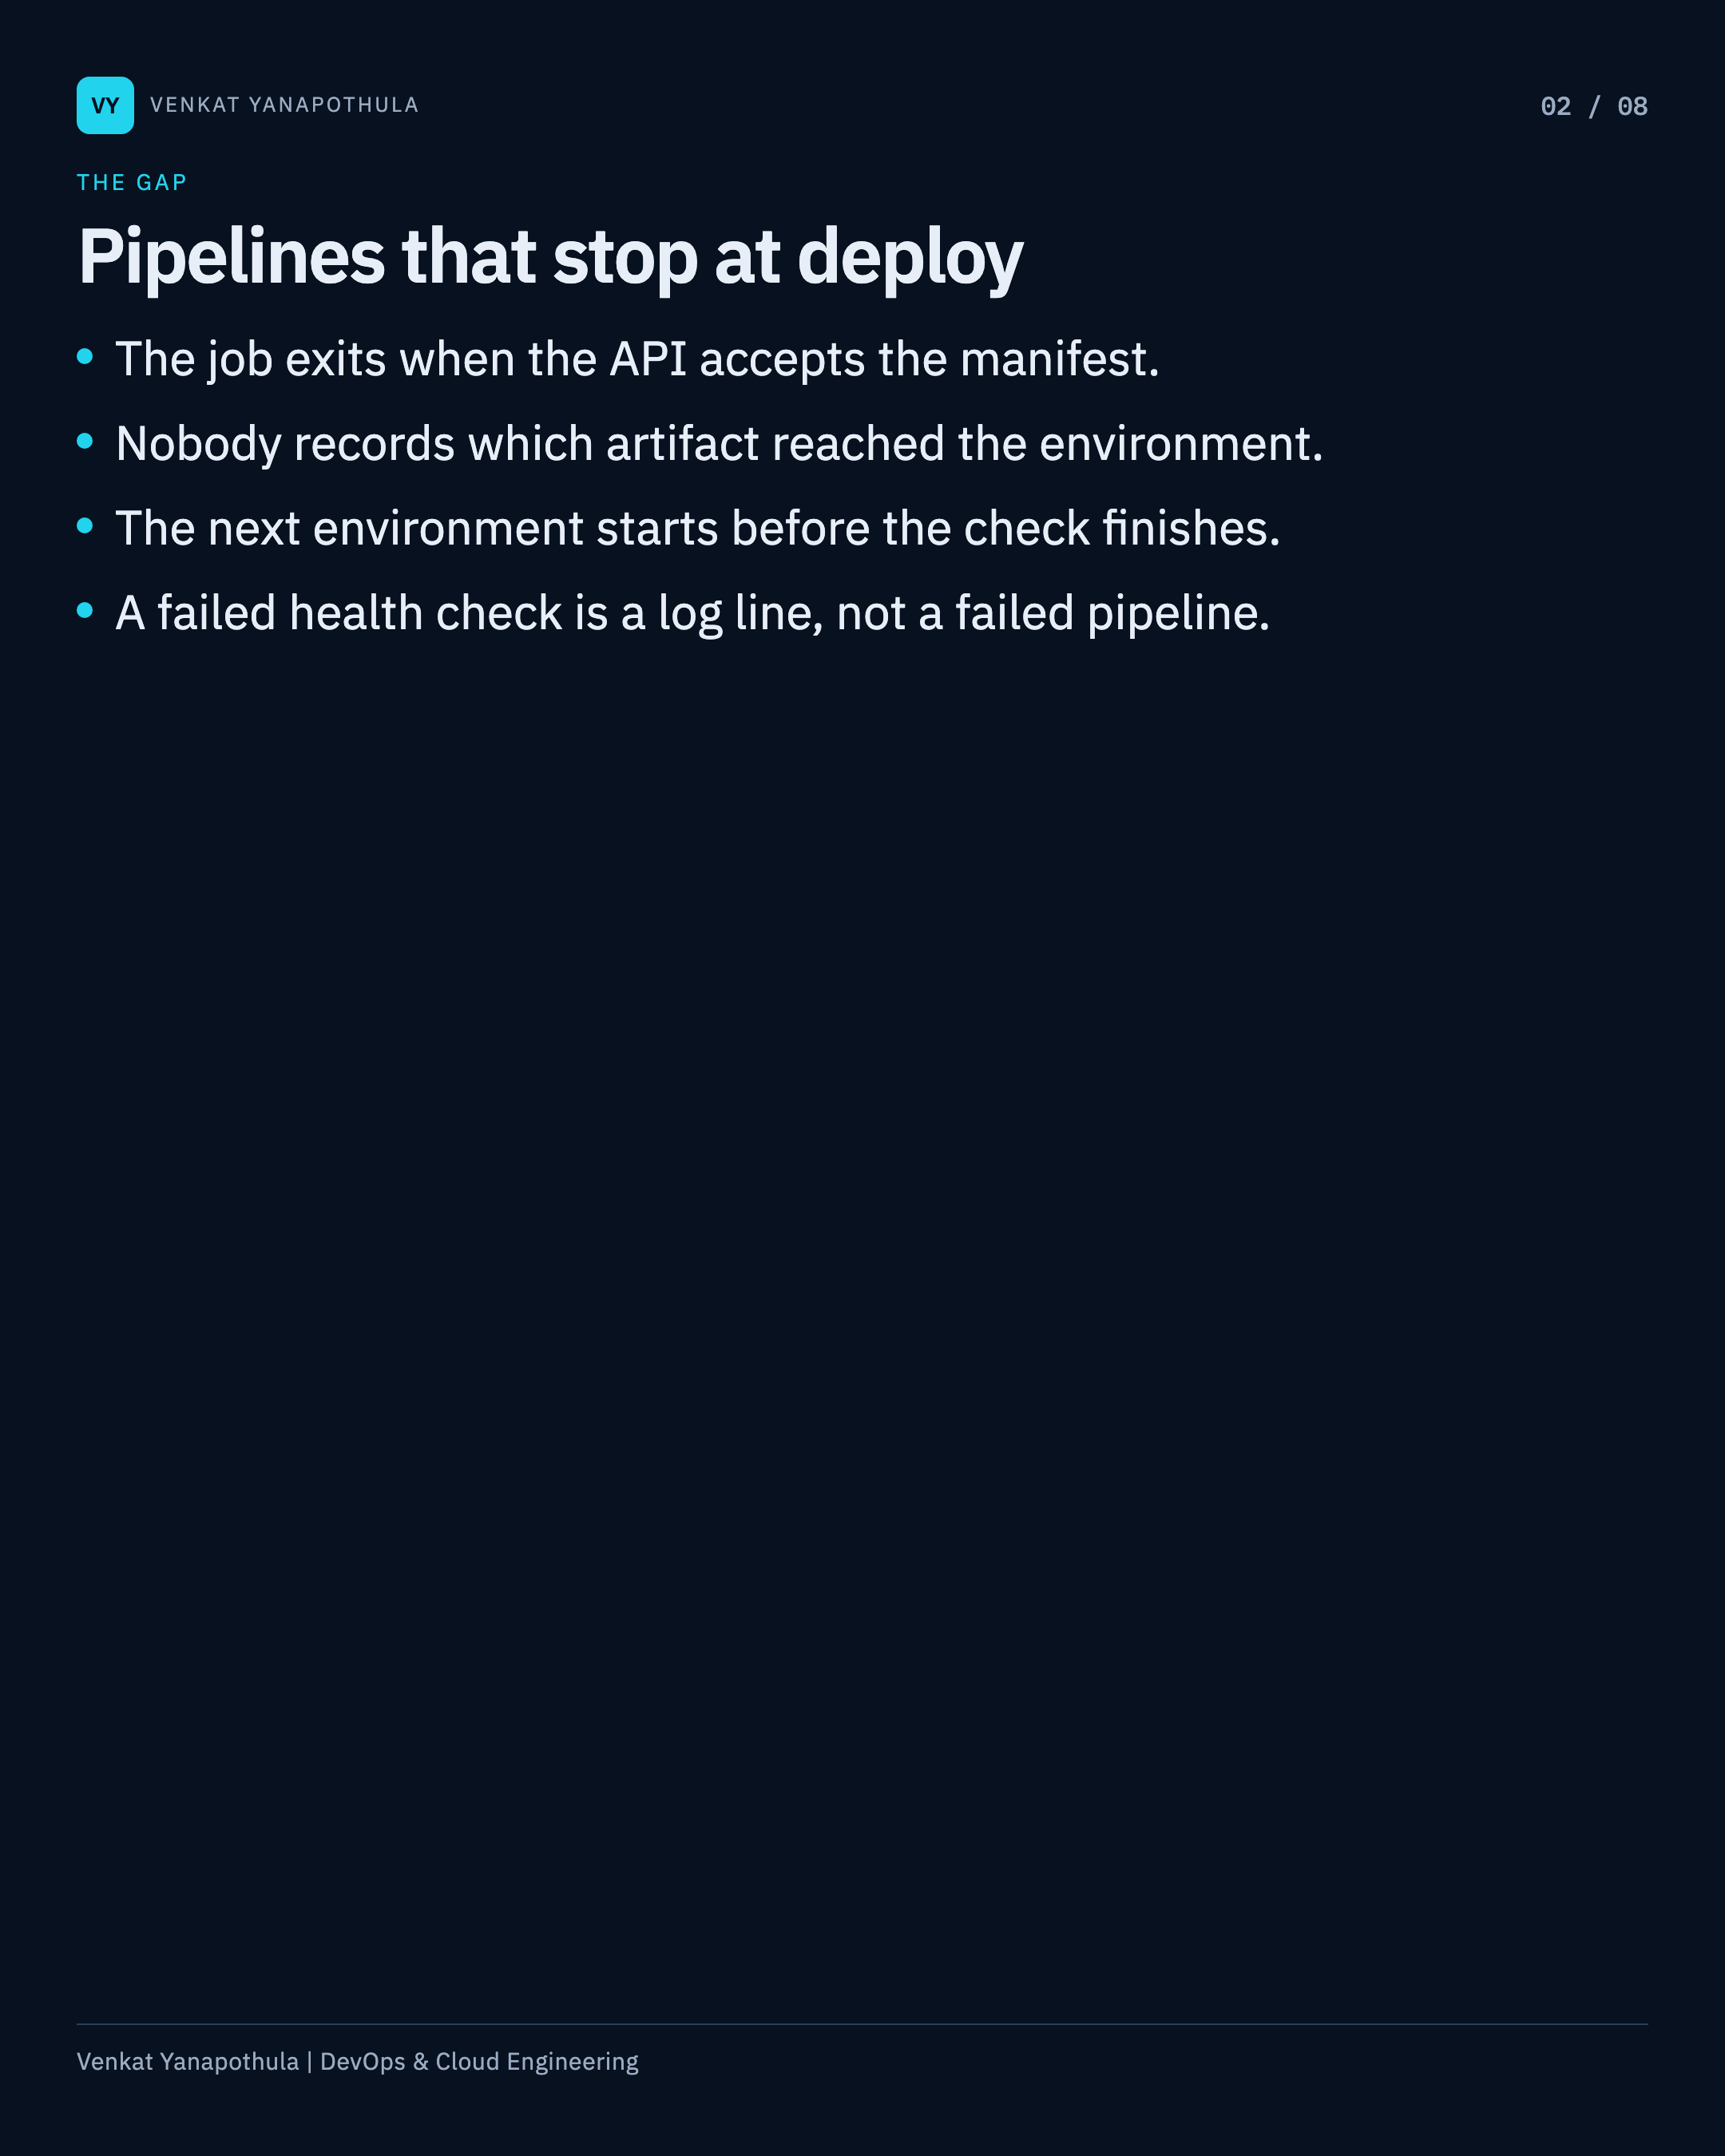 VY VENKAT YANAPOTHULA
02 / 08
THE GAP
Pipelines that stop at deploy
The job exits when the API accepts the manifest.
Nobody records which artifact reached the environment.
The next environment starts before the check finishes.
A failed health check is a log line, not a failed pipeline.
Venkat Yanapothula | DevOps & Cloud Engineering